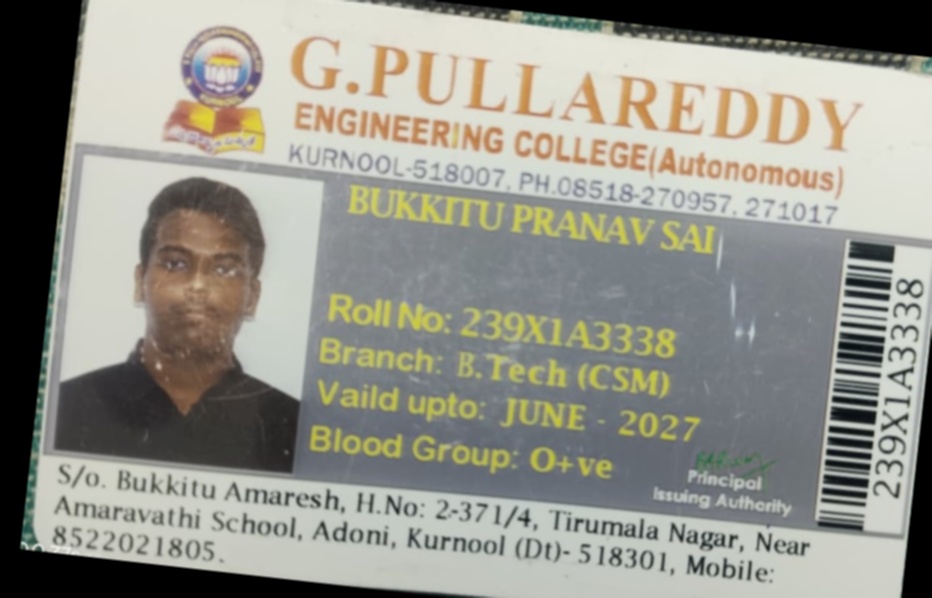 G.PULLAREDDY
ENGINEERING COLLEGE(Autonomous)
KURNOOL-518007, PH.08518-270957, 271017
BUKKITU PRANAV SAI
Roll No: 239X1A3338
Branch: B.Tech (CSM)
Vaild upto: JUNE - 2027
Blood Group: O+ve
Principal
Issuing Authority
239X1A3338
S/o. Bukkitu Amaresh, H.No: 2-371/4, Tirumala Nagar, Near
Amaravathi School, Adoni, Kurnool (Dt)- 518301, Mobile:
8522021805.